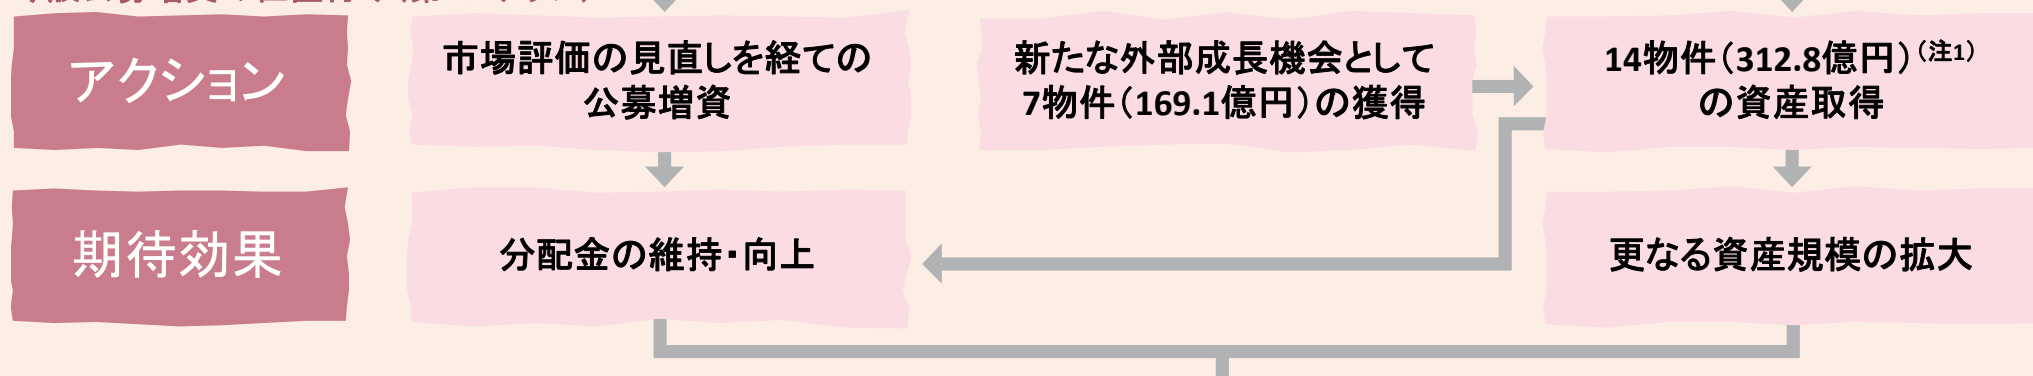 アクション
市場評価の見直しを経ての
公募増資
新たな外部成長機会として
7物件（169.1億円）の獲得
14物件（312.8億円）（注1）
の資産取得
期待効果
分配金の維持・向上
更なる資産規模の拡大